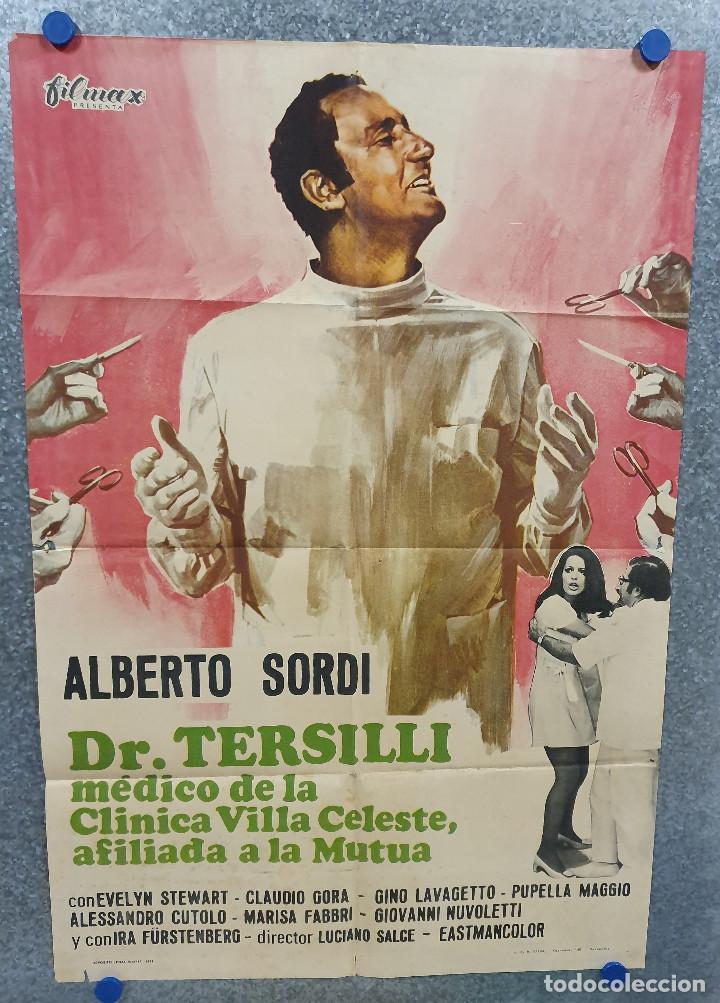 filmax
PRESENTA
ALBERTO SORDI
Dr. TERSILLI
médico de la
Clinica Villa Celeste,
afiliada a la Mutua
con EVELYN STEWART - CLAUDIO GORA - GINO LAVAGETTO - PUPELLA MAGGIO
ALESSANDRO CUTOLO - MARISA FABBRI - GIOVANNI NUVOLETTI
y con IRA FÜRSTENBERG - director LUCIANO SALCE - EASTMANCOLOR
todocoleccion